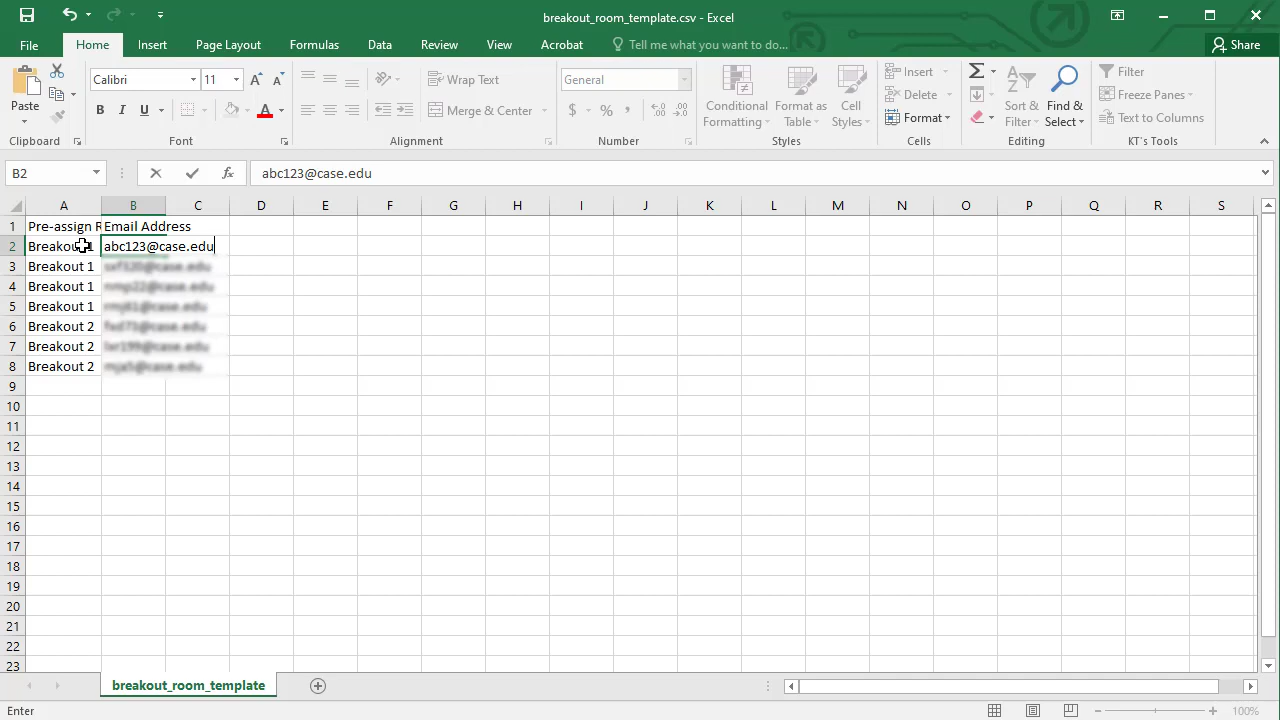 breakout_room_template.csv - Excel
File Home Insert Page Layout Formulas Data Review View Acrobat Tell me what you want to do... Share
Calibri 11 Wrap Text General Insert Filter
Paste B I U A Merge & Center $ % , Conditional Formatting Format as Table Cell Styles Delete Format Sort & Filter Find & Select Freeze Panes Text to Columns
Clipboard Font Alignment Number Styles Cells Editing KT's Tools
B2 fx abc123@case.edu
A B C D E F G H I J K L M N O P Q R S
1 Pre-assign R Email Address
2 Breakout 1 abc123@case.edu
3 Breakout 1
4 Breakout 1
5 Breakout 1
6 Breakout 2
7 Breakout 2
8 Breakout 2
9
10
11
12
13
14
15
16
17
18
19
20
21
22
23
breakout_room_template
Enter 100%